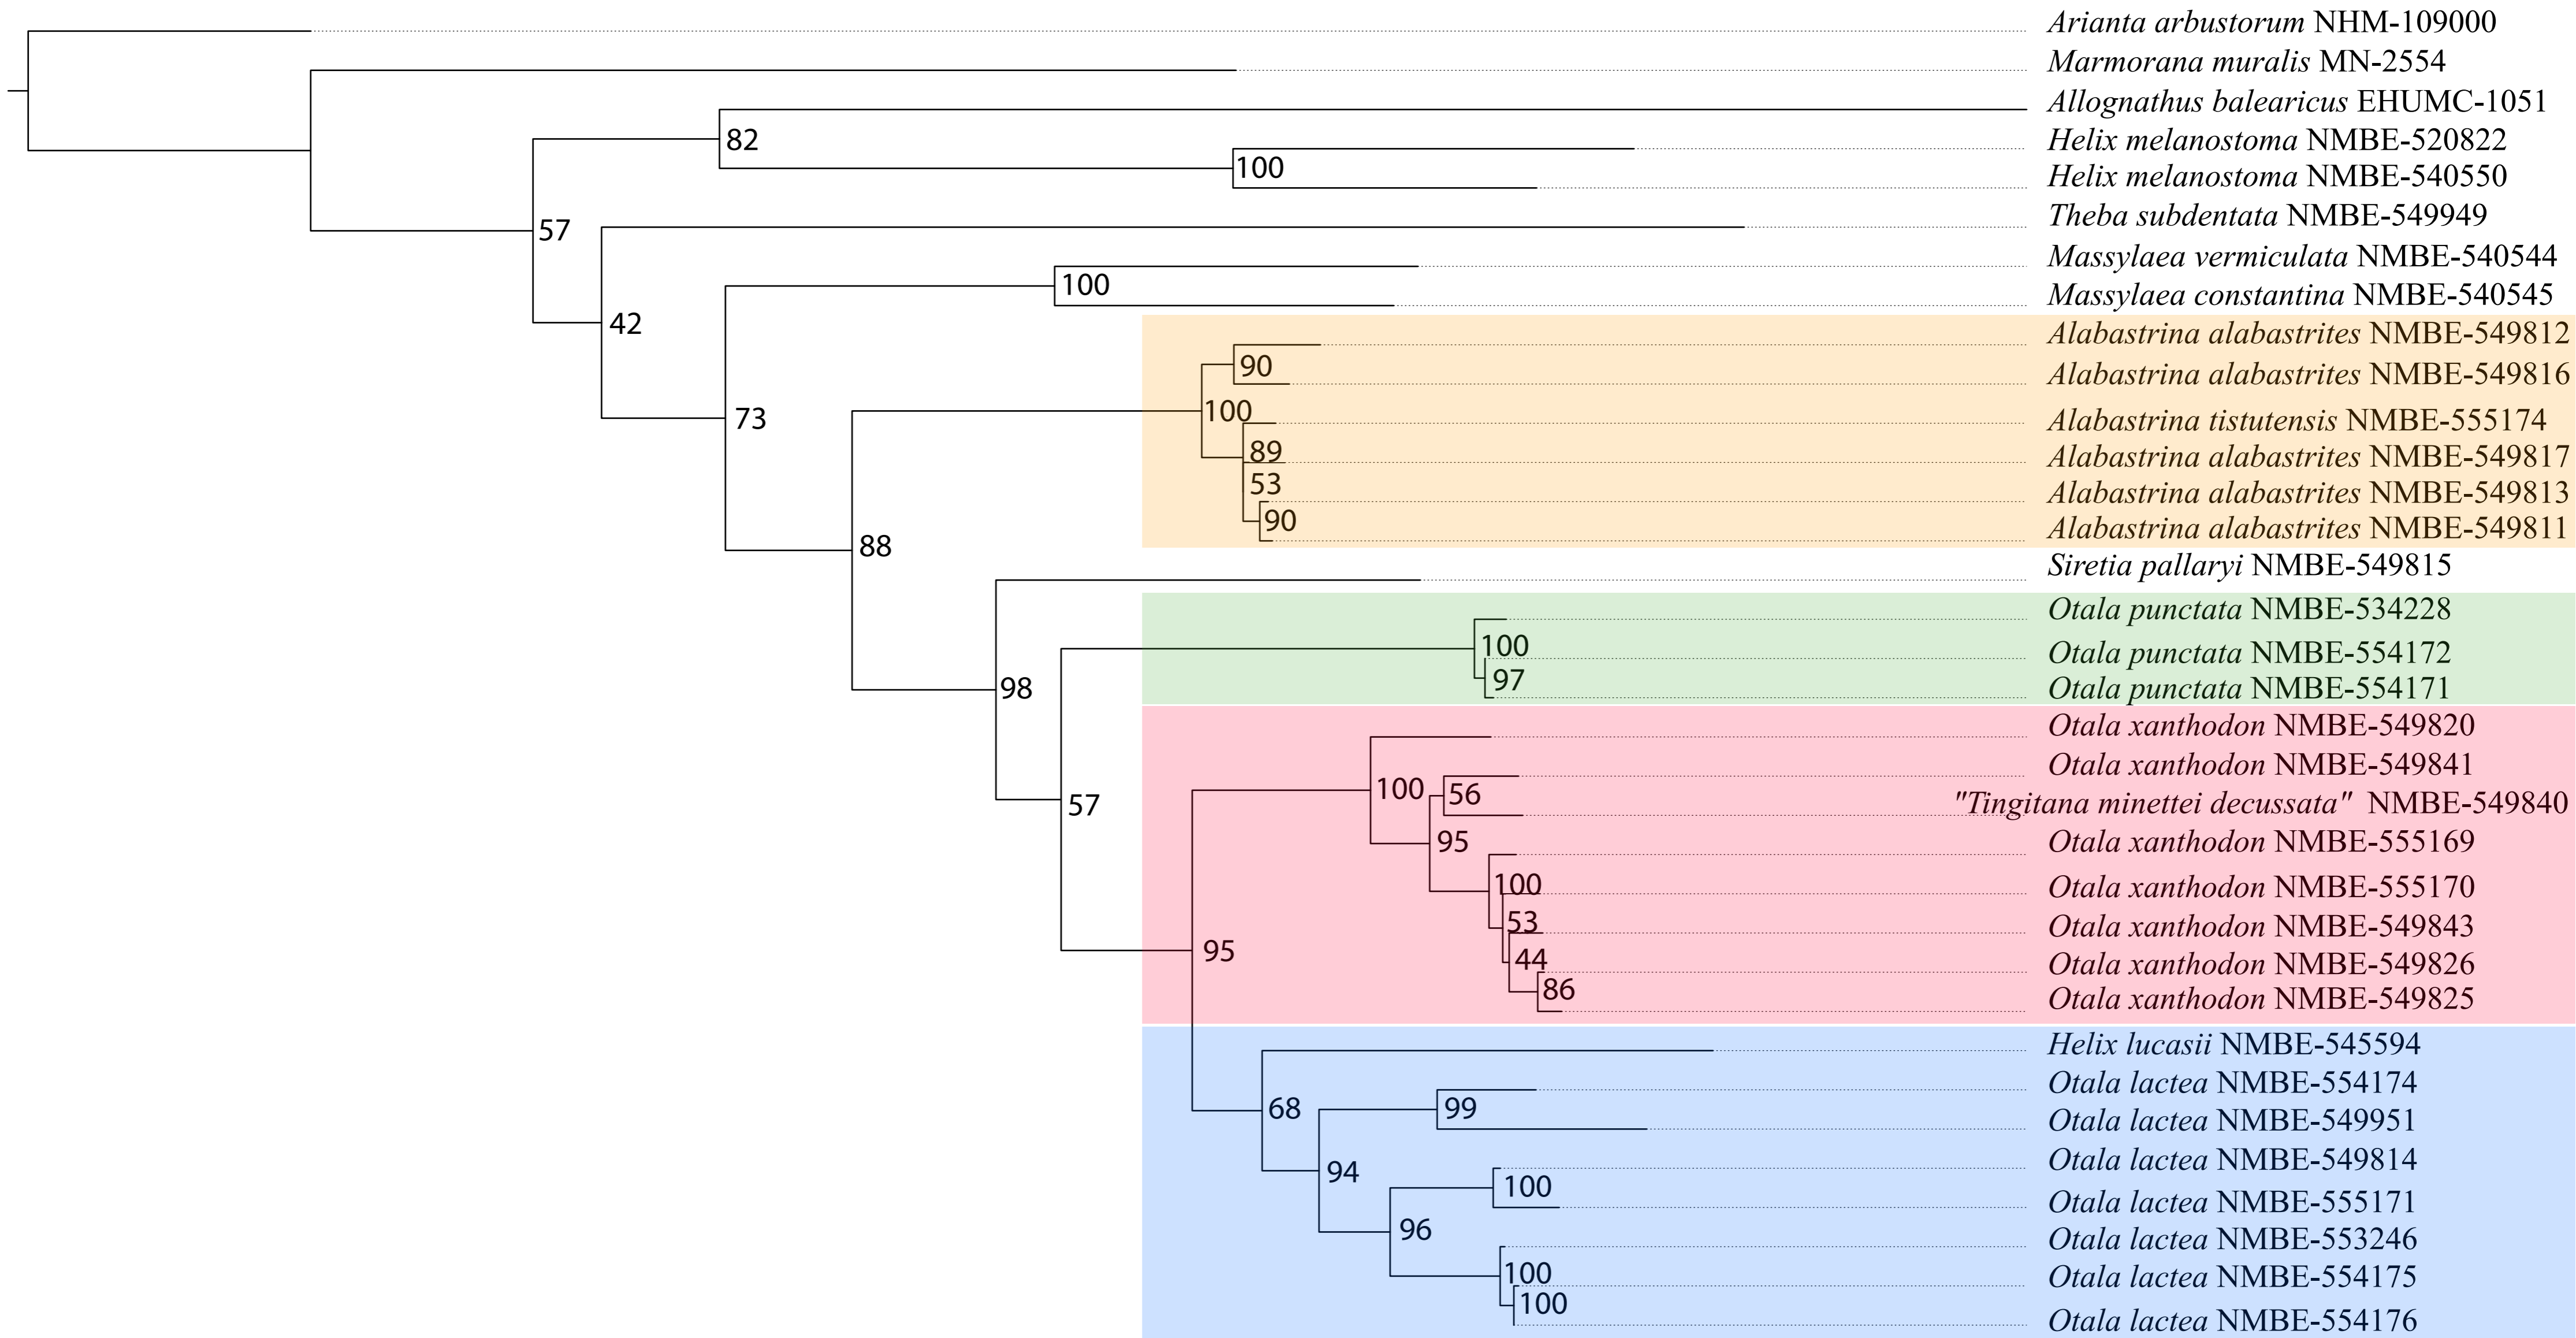 Arianta arbustorum NHM-109000
Marmorana muralis MN-2554
Allognathus balearicus EHUMC-1051
82
Helix melanostoma NMBE-520822
100
Helix melanostoma NMBE-540550
Theba subdentata NMBE-549949
57
Massylaea vermiculata NMBE-540544
100
Massylaea constantina NMBE-540545
42
Alabastrina alabastrites NMBE-549812
90
Alabastrina alabastrites NMBE-549816
100
73
Alabastrina tistutensis NMBE-555174
89
Alabastrina alabastrites NMBE-549817
53
Alabastrina alabastrites NMBE-549813
90
Alabastrina alabastrites NMBE-549811
88
Siretia pallaryi NMBE-549815
Otala punctata NMBE-534228
100
Otala punctata NMBE-554172
97
Otala punctata NMBE-554171
98
Otala xanthodon NMBE-549820
Otala xanthodon NMBE-549841
100
56
"Tingitana minettei decussata" NMBE-549840
57
95
Otala xanthodon NMBE-555169
100
Otala xanthodon NMBE-555170
53
Otala xanthodon NMBE-549843
95
44
Otala xanthodon NMBE-549826
86
Otala xanthodon NMBE-549825
Helix lucasii NMBE-545594
Otala lactea NMBE-554174
68
99
Otala lactea NMBE-549951
94
Otala lactea NMBE-549814
100
Otala lactea NMBE-555171
96
Otala lactea NMBE-553246
100
Otala lactea NMBE-554175
100
Otala lactea NMBE-554176